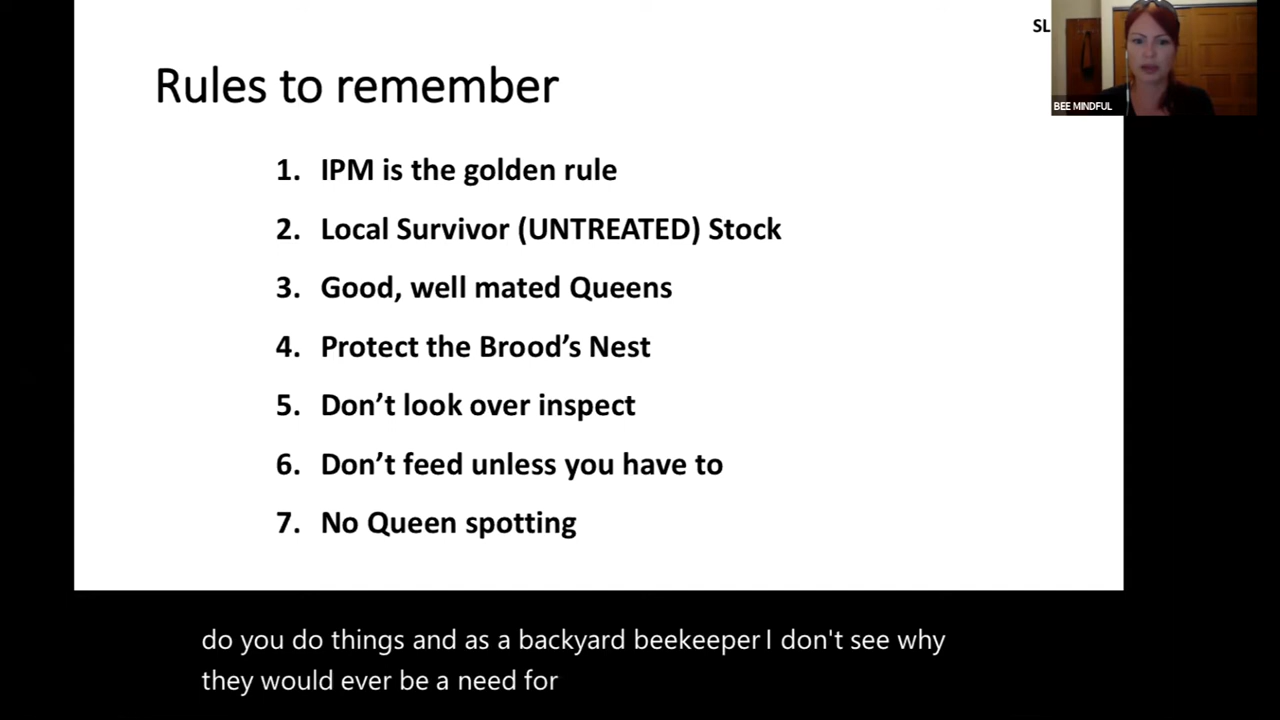 SL
BEE MINDFUL
Rules to remember
1. IPM is the golden rule
2. Local Survivor (UNTREATED) Stock
3. Good, well mated Queens
4. Protect the Brood’s Nest
5. Don’t look over inspect
6. Don’t feed unless you have to
7. No Queen spotting
do you do things and as a backyard beekeeper I don't see why
they would ever be a need for